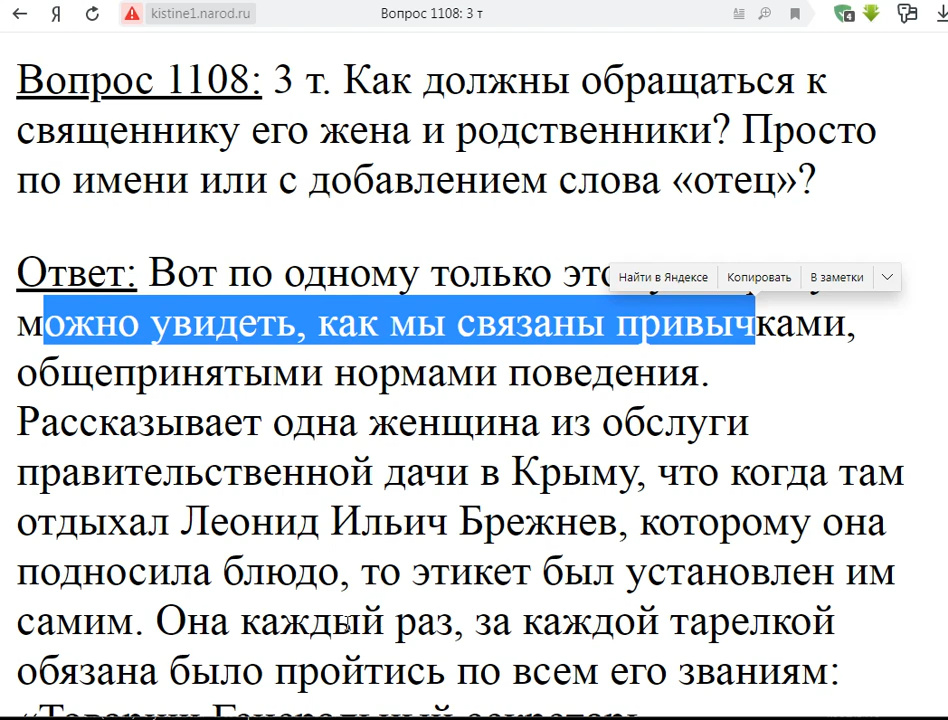 Я kistine1.narod.ru Вопрос 1108: 3 т 4
Вопрос 1108: 3 т. Как должны обращаться к
священнику его жена и родственники? Просто
по имени или с добавлением слова «отец»?
Ответ: Вот по одному только
Найти в Яндексе Копировать В заметки
можно увидеть, как мы связаны привычками,
общепринятыми нормами поведения.
Рассказывает одна женщина из обслуги
правительственной дачи в Крыму, что когда там
отдыхал Леонид Ильич Брежнев, которому она
подносила блюдо, то этикет был установлен им
самим. Она каждый раз, за каждой тарелкой
обязана было пройтись по всем его званиям:
«Товарищ Генеральный секретарь